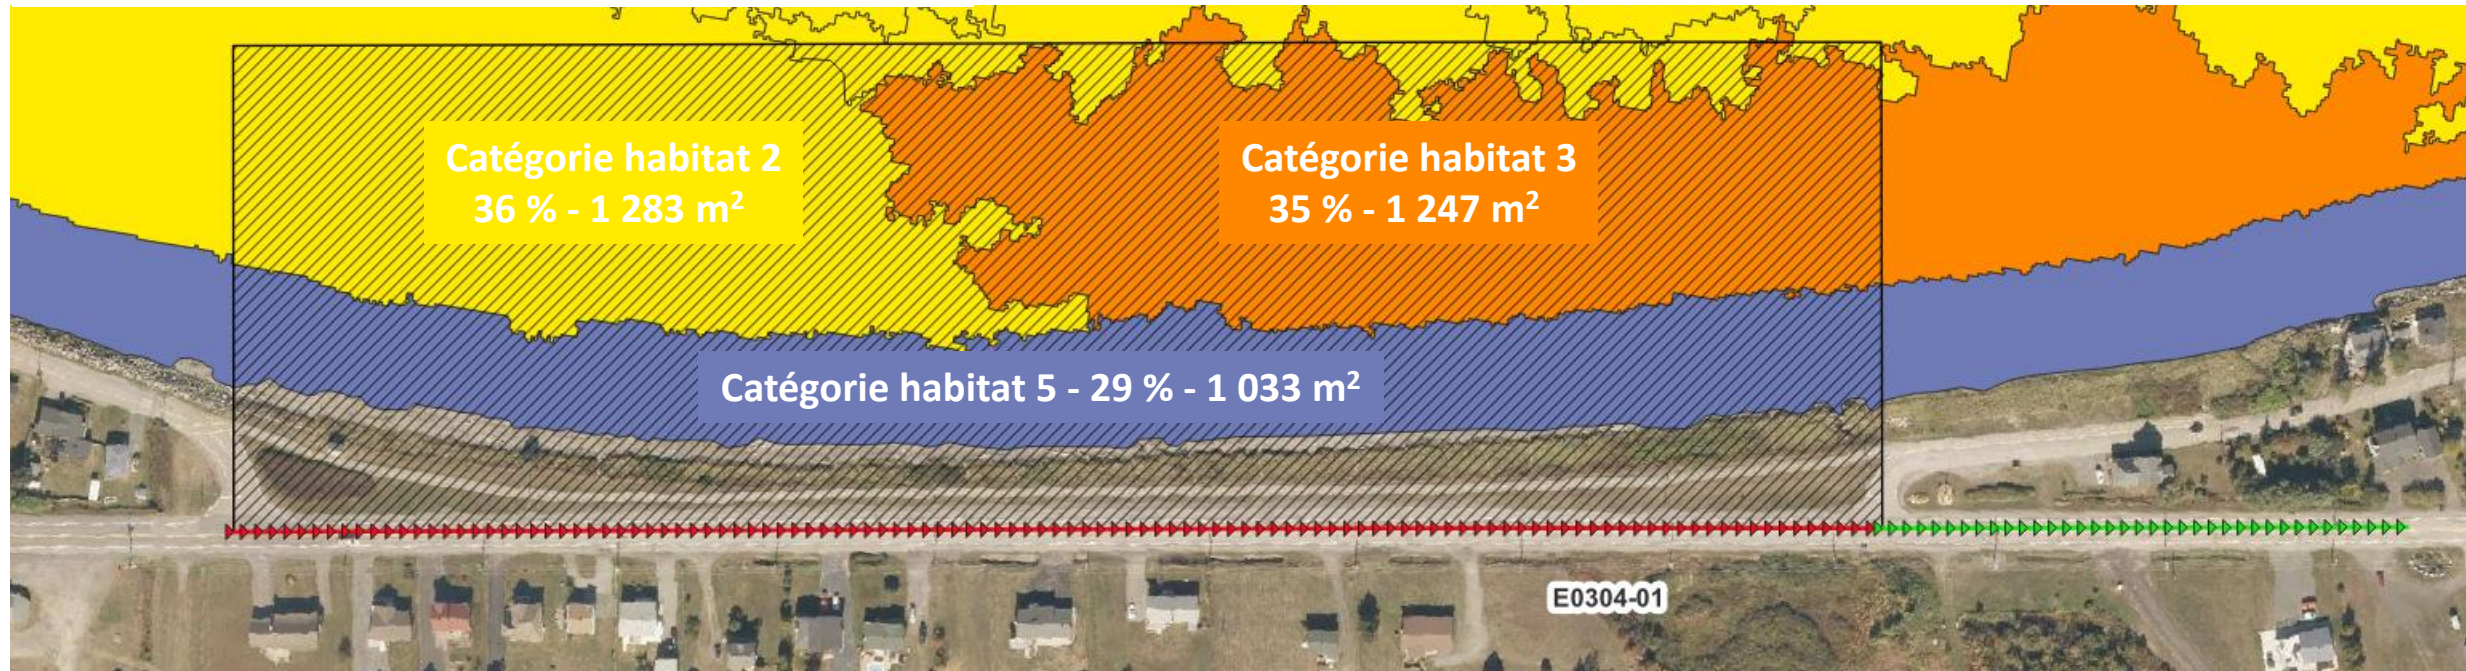 Catégorie habitat 2
36 % - 1 283 m²
Catégorie habitat 3
35 % - 1 247 m²
Catégorie habitat 5 - 29 % - 1 033 m²
E0304-01